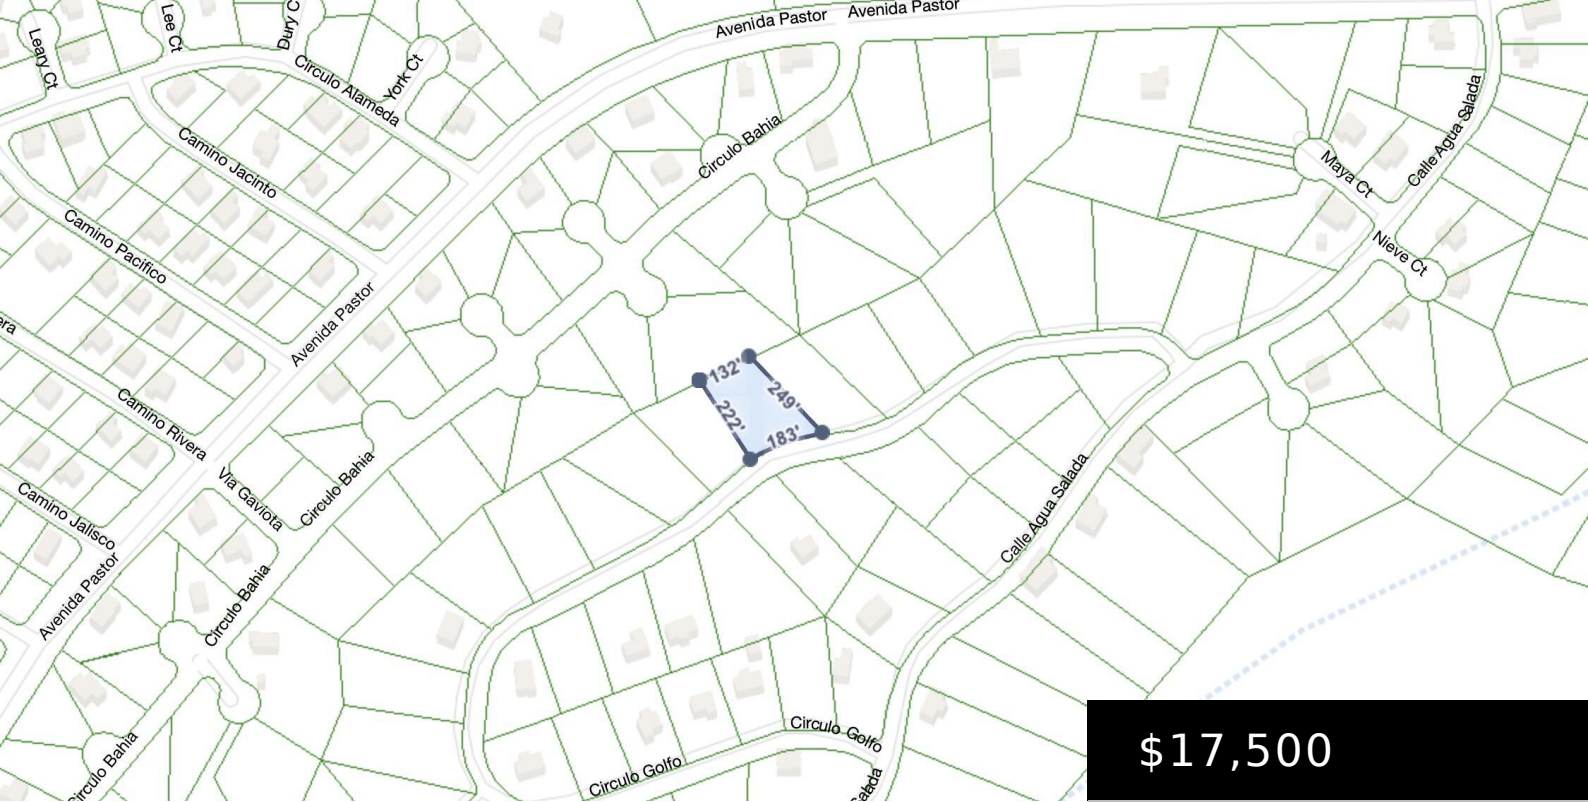 Avenida Pastor
Avenida Pastor
Leary Ct
Lee Ct
Dury C
York Ct
Circulo Alameda
Camino Jacinto
Circulo Bahia
Calle Agua Salada
Maya Ct
Camino Pacifico
Nieve Ct
Avenida Pastor
era
132'
249'
222'
183'
Camino Rivera
Via Gaviota
Circulo Bahia
Calle Agua Salada
Camino Jalisco
Avenida Pastor
Circulo Bahia
Circulo Golfo
Circulo Golfo
Circulo Bahia
Salada
$17,500